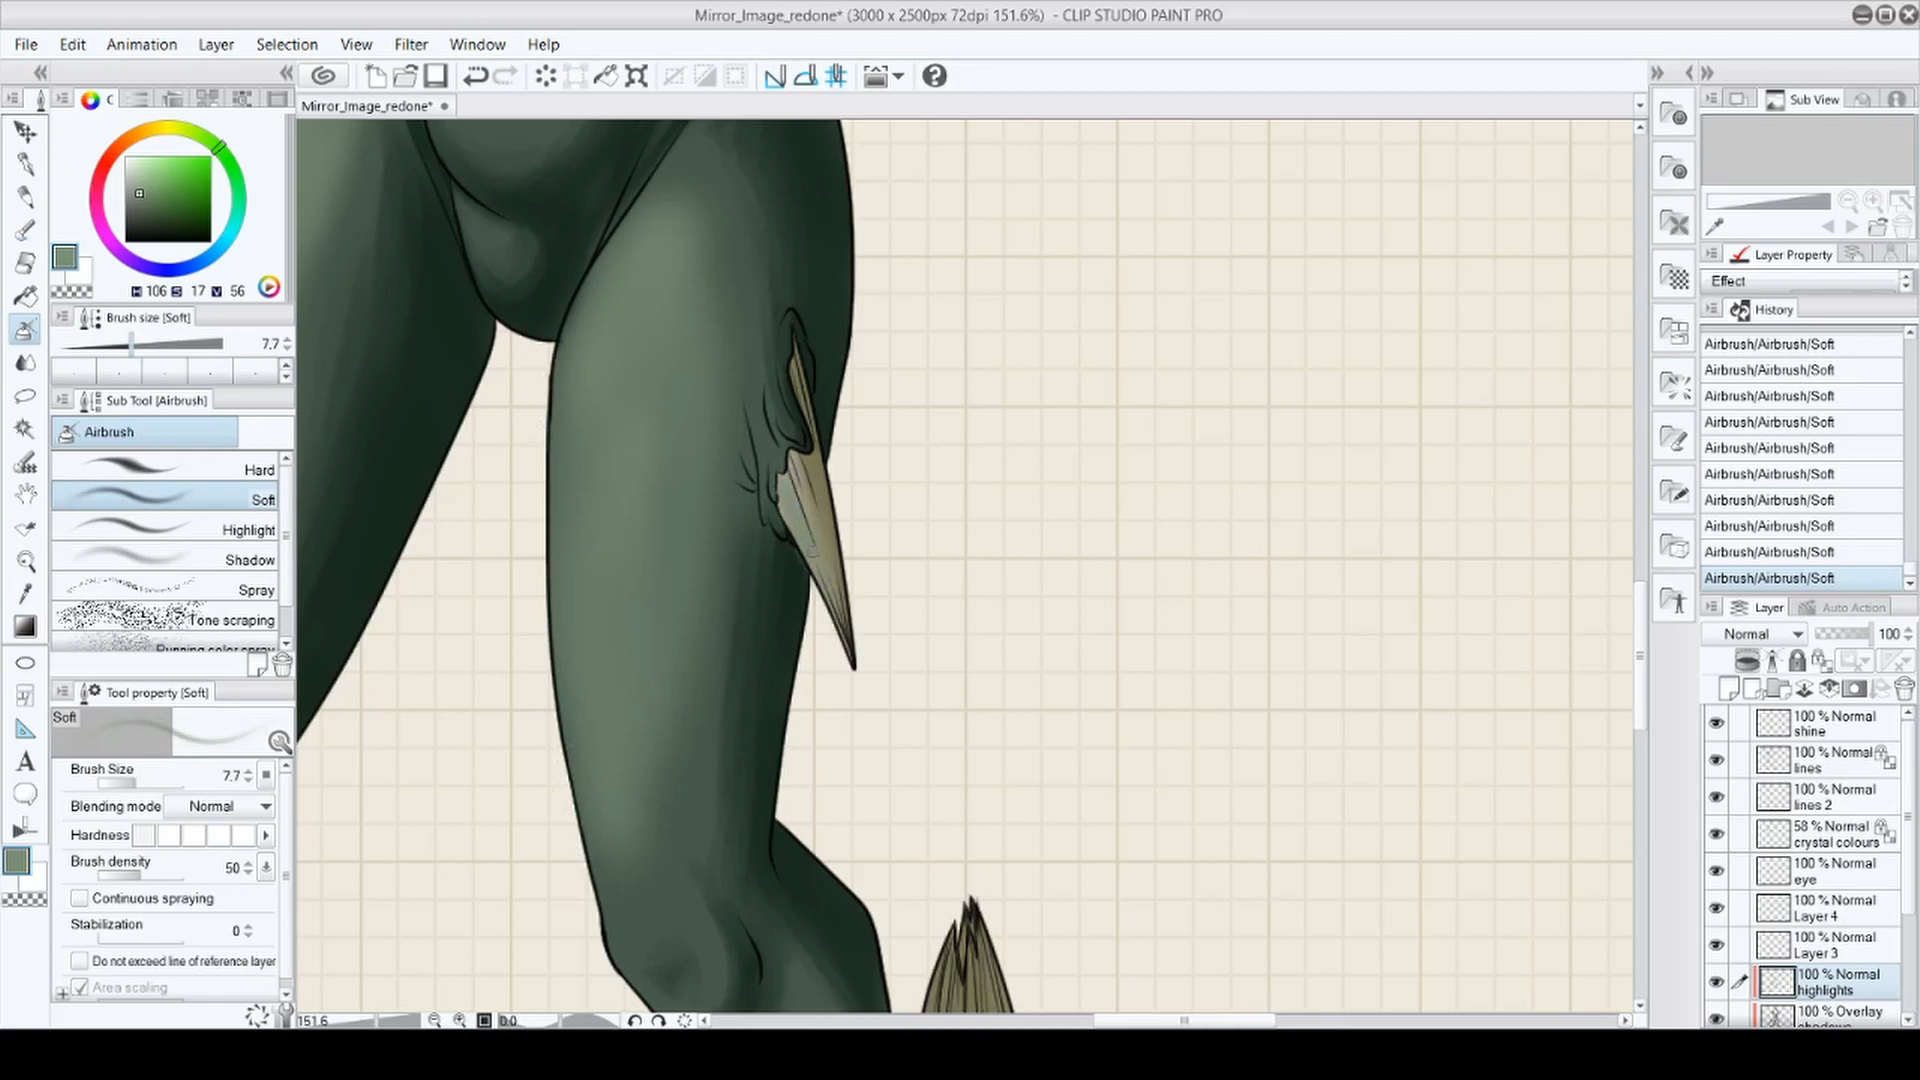 Mirror_Image_redone* (3000 x 2500px 72dpi 151.6%) - CLIP STUDIO PAINT PRO
File Edit Animation Layer Selection View Filter Window Help
Mirror_Image_redone*
C
Sub View
H 106 S 17 V 56
Brush size [Soft]
7.7
Sub Tool [Airbrush]
Airbrush
Hard
Soft
Highlight
Shadow
Spray
Tone scraping
Running color spray
Tool property [Soft]
Soft
Brush Size 7.7
Blending mode Normal
Hardness
Brush density 50
Continuous spraying
Stabilization 0
Do not exceed line of reference layer
Area scaling
A
151.6
0.0
Layer Property
Effect
History
Airbrush/Airbrush/Soft
Airbrush/Airbrush/Soft
Airbrush/Airbrush/Soft
Airbrush/Airbrush/Soft
Airbrush/Airbrush/Soft
Airbrush/Airbrush/Soft
Airbrush/Airbrush/Soft
Airbrush/Airbrush/Soft
Airbrush/Airbrush/Soft
Airbrush/Airbrush/Soft
Layer Auto Action
Normal 100
100 % Normal
shine
100 % Normal
lines
100 % Normal
lines 2
58 % Normal
crystal colours
100 % Normal
eye
100 % Normal
Layer 4
100 % Normal
Layer 3
100 % Normal
highlights
100 % Overlay
shadows